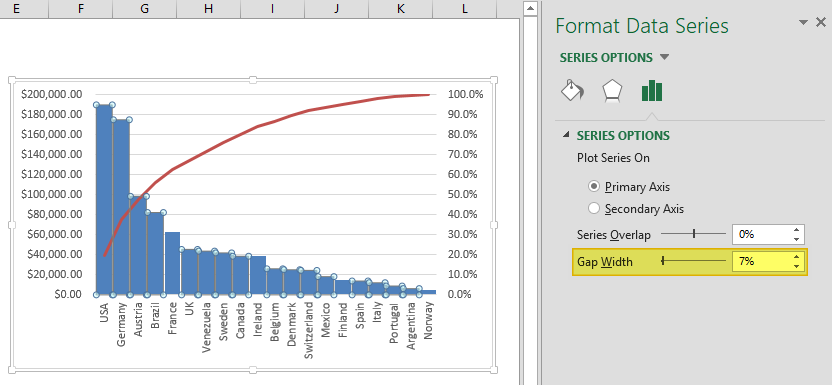 E F G H I J K L
Format Data Series
SERIES OPTIONS
SERIES OPTIONS
Plot Series On
Primary Axis
Secondary Axis
Series Overlap 0%
Gap Width 7%
$200,000.00 100.0%
$180,000.00 90.0%
$160,000.00 80.0%
$140,000.00 70.0%
$120,000.00 60.0%
$100,000.00 50.0%
$80,000.00 40.0%
$60,000.00 30.0%
$40,000.00 20.0%
$20,000.00 10.0%
$0.00 0.0%
USA
Germany
Austria
Brazil
France
UK
Venezuela
Sweden
Canada
Ireland
Belgium
Denmark
Switzerland
Mexico
Finland
Spain
Italy
Portugal
Argentina
Norway